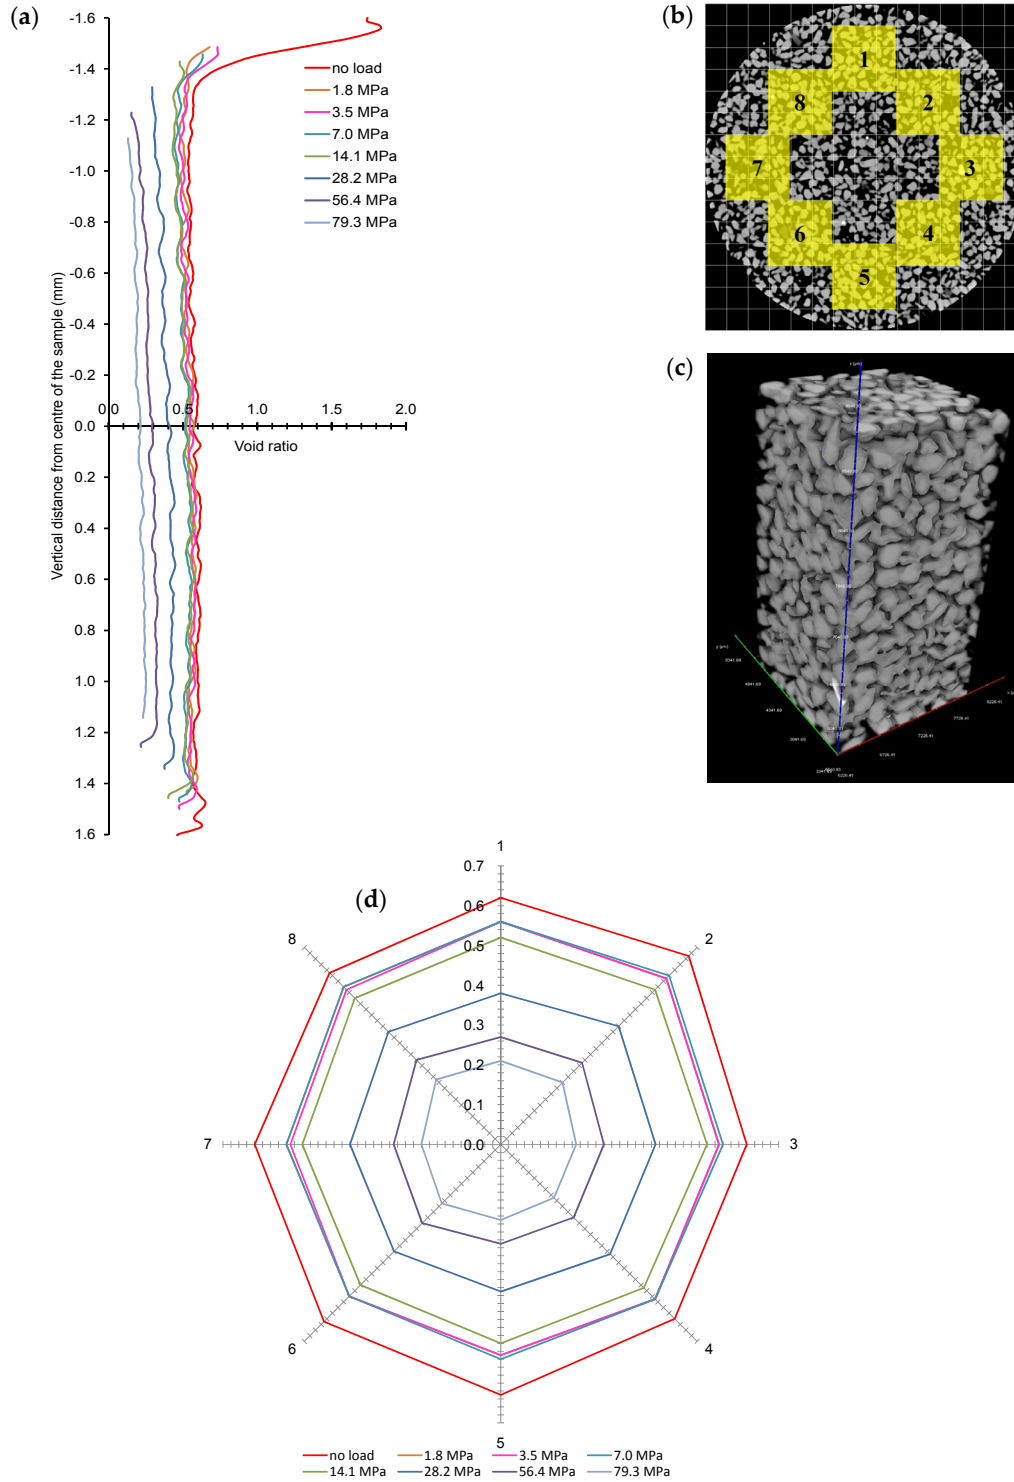 (a)
-1.6
-1.4
-1.2
-1.0
-0.8
-0.6
-1.4
-0.2
0.0
0.2
0.4
0.6
0.8
1.0
1.2
1.4
1.6
0.0 0.5 1.0 1.5 2.0
Void ratio
Vertical distance from centre of the sample (mm)
no load
1.8 MPa
3.5 MPa
7.0 MPa
14.1 MPa
28.2 MPa
56.4 MPa
79.3 MPa
(b)
1
8 2
7 3
6 4
5
(c)
(d)
1
2
3
4
5
6
7
8
0.7
0.6
0.5
0.4
0.3
0.2
0.1
0.0
no load 1.8 MPa 3.5 MPa 7.0 MPa
14.1 MPa 28.2 MPa 56.4 MPa 79.3 MPa